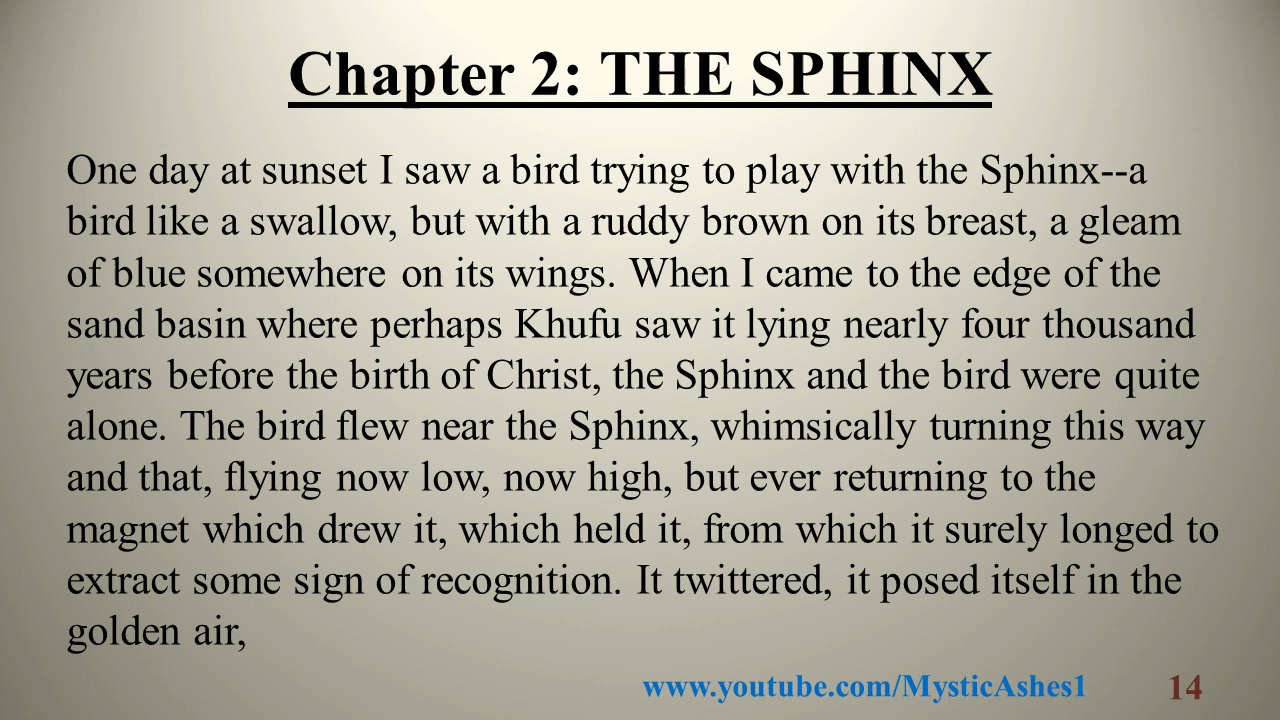 Chapter 2: THE SPHINX
One day at sunset I saw a bird trying to play with the Sphinx--a
bird like a swallow, but with a ruddy brown on its breast, a gleam
of blue somewhere on its wings. When I came to the edge of the
sand basin where perhaps Khufu saw it lying nearly four thousand
years before the birth of Christ, the Sphinx and the bird were quite
alone. The bird flew near the Sphinx, whimsically turning this way
and that, flying now low, now high, but ever returning to the
magnet which drew it, which held it, from which it surely longed to
extract some sign of recognition. It twittered, it posed itself in the
golden air,
www.youtube.com/MysticAshes1 14